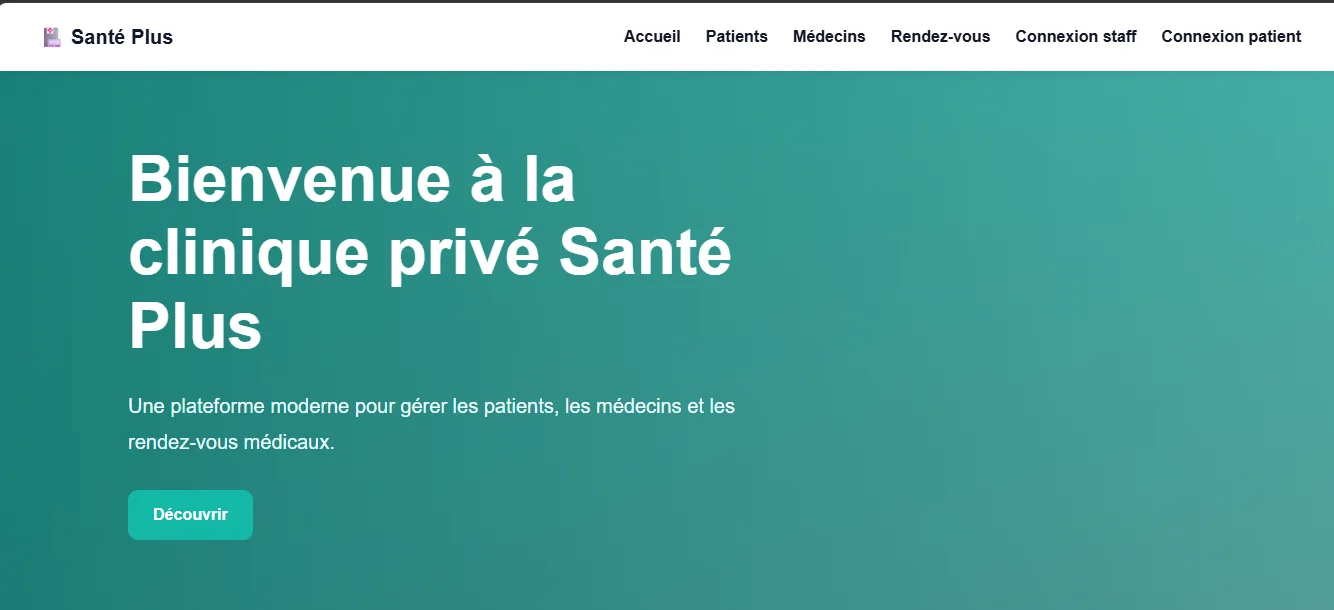 Santé Plus
Accueil Patients Médecins Rendez-vous Connexion staff Connexion patient
Bienvenue à la
clinique privé Santé
Plus
Une plateforme moderne pour gérer les patients, les médecins et les
rendez-vous médicaux.
Découvrir